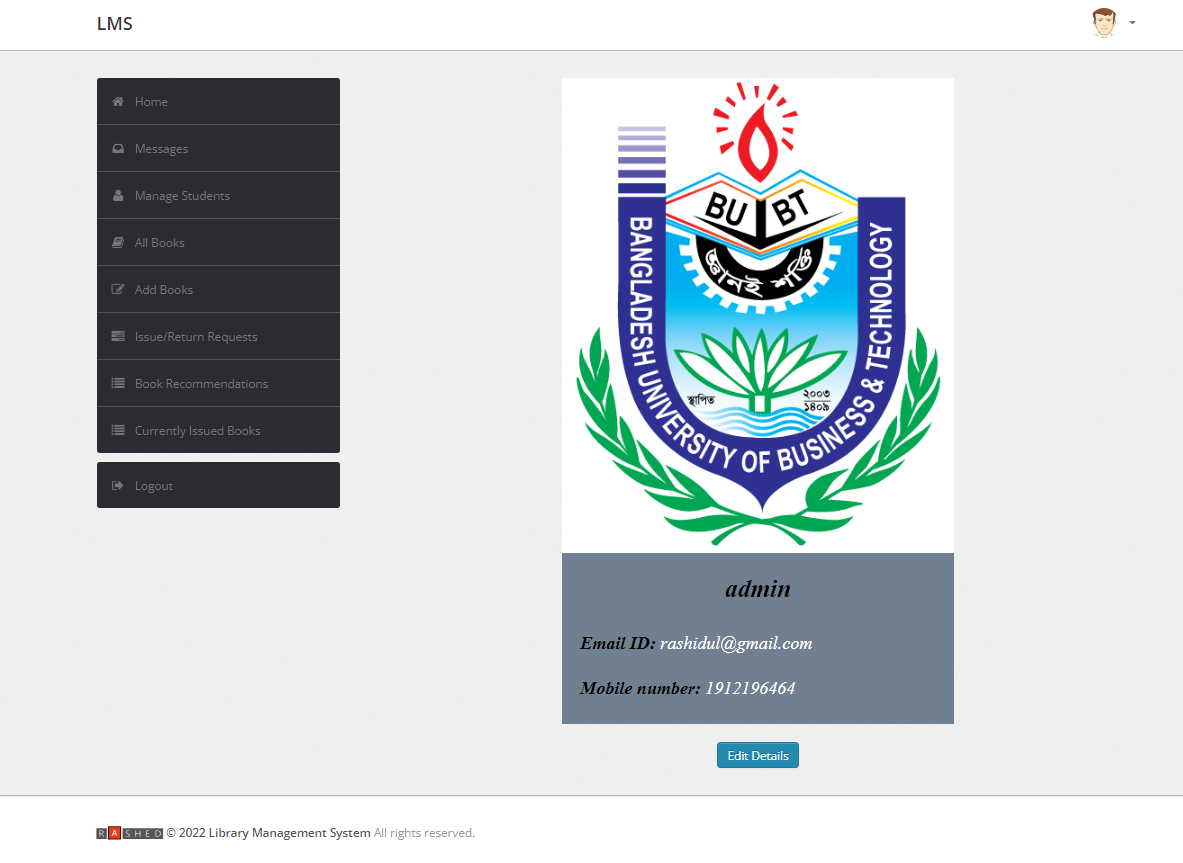 LMS
Home
Messages
Manage Students
All Books
Add Books
Issue/Return Requests
Book Recommendations
Currently Issued Books
Logout
BU BT
জ্ঞানই শক্তি
স্থাপিত
২০০৩
১৪০৯
BANGLADESH UNIVERSITY OF BUSINESS & TECHNOLOGY
admin
Email ID: rashidul@gmail.com
Mobile number: 1912196464
Edit Details
RASHED © 2022 Library Management System All rights reserved.